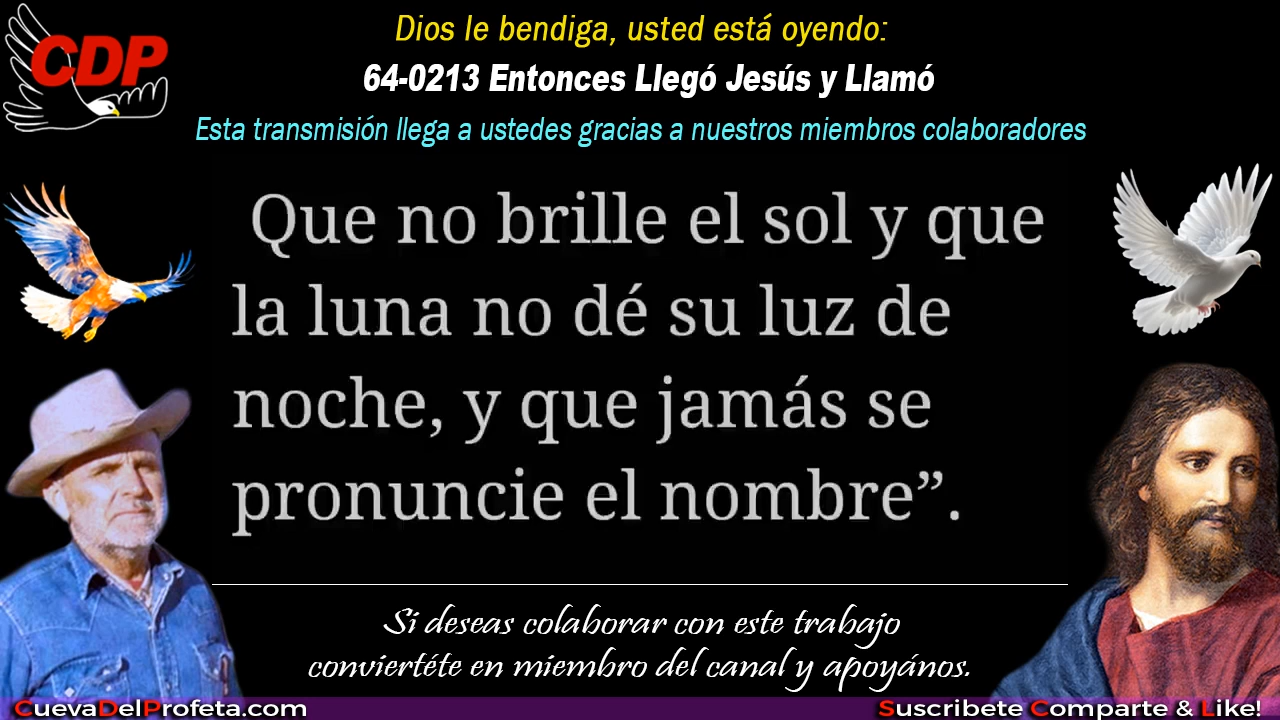 CDP
Dios le bendiga, usted está oyendo:
64-0213 Entonces Llegó Jesús y Llamó
Esta transmisión llega a ustedes gracias a nuestros miembros colaboradores
Que no brille el sol y que
la luna no dé su luz de
noche, y que jamás se
pronuncie el nombre”.
Si deseas colaborar con este trabajo
conviertéte en miembro del canal y apoyános.
CuevaDelProfeta.com
Suscribete Comparte & Like!